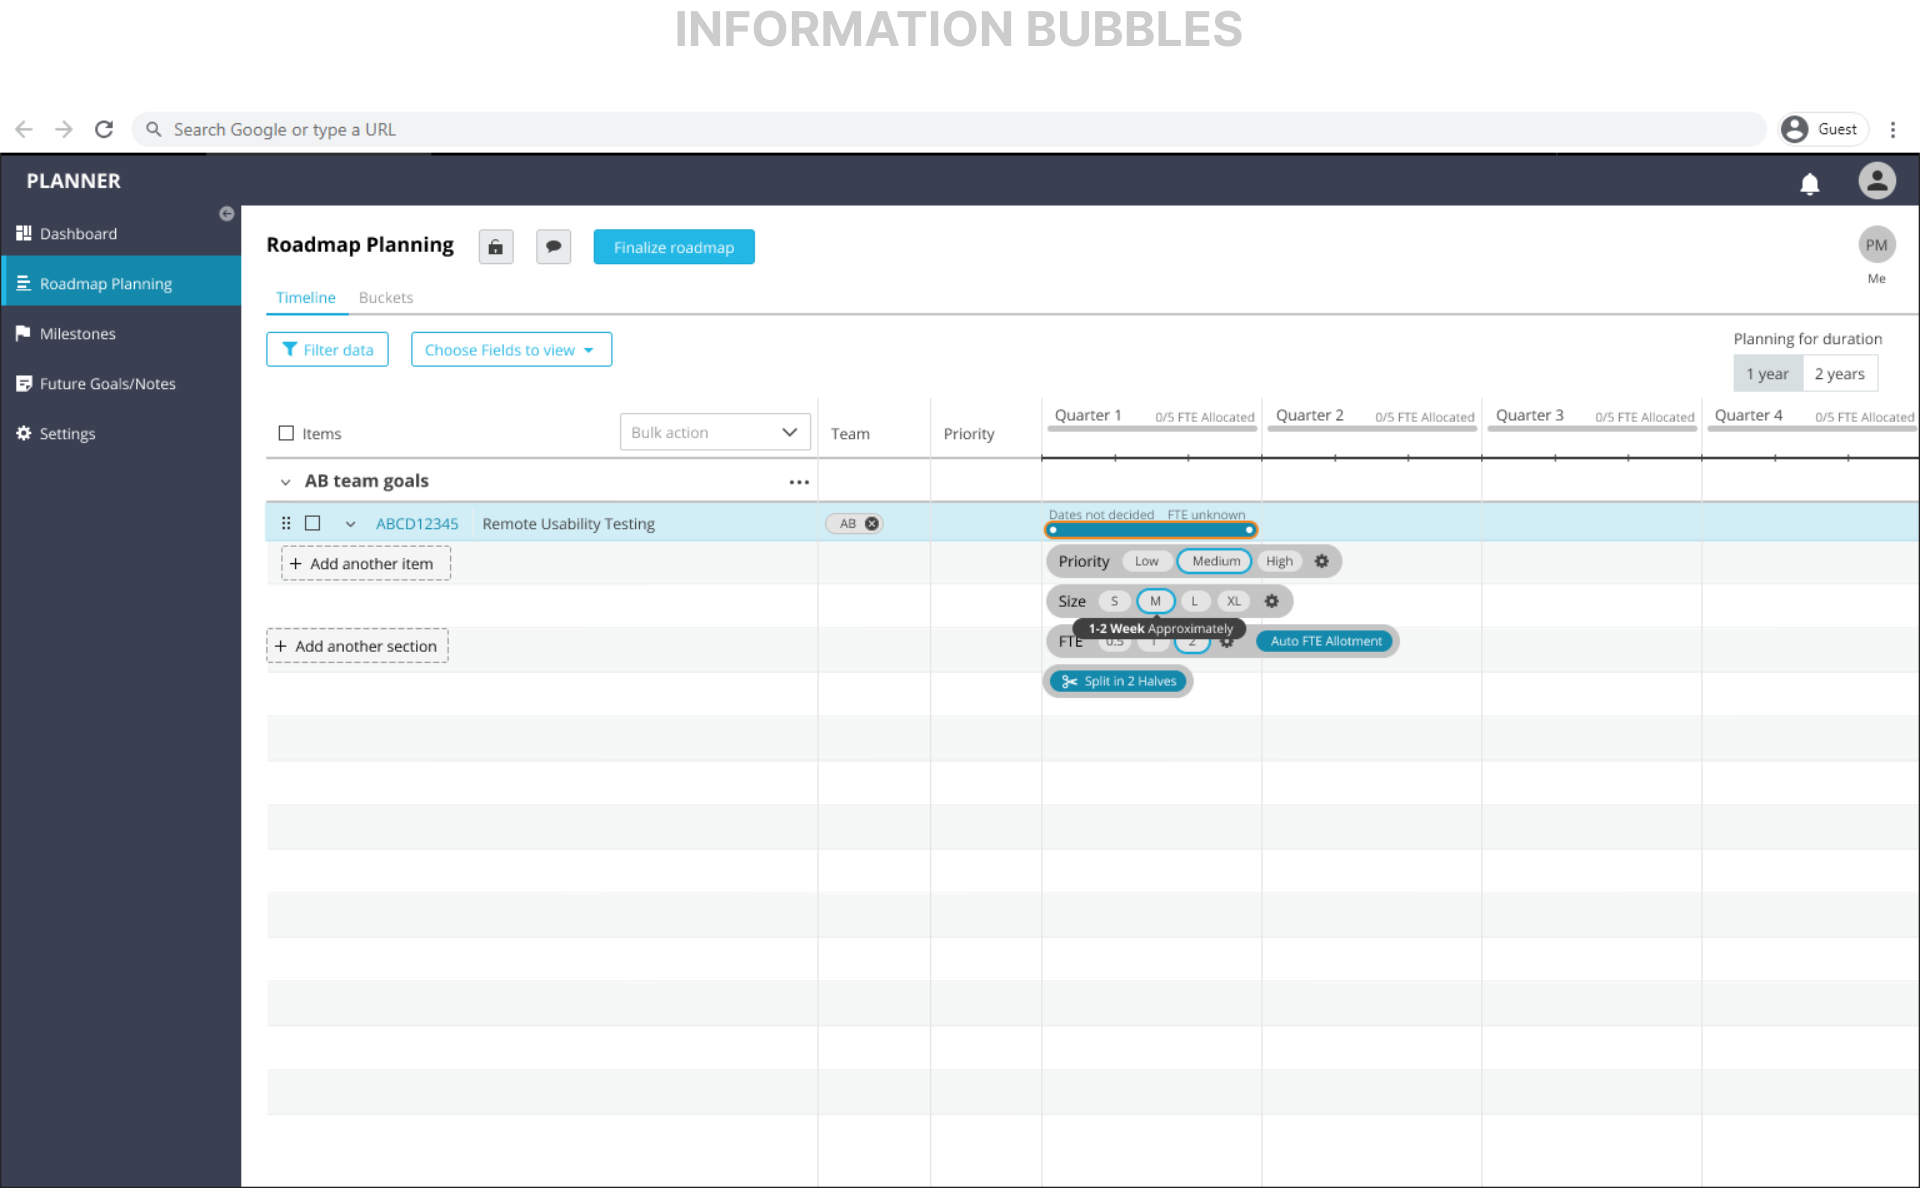 INFORMATION BUBBLES
Search Google or type a URL
Guest
PLANNER
Dashboard
Roadmap Planning
Milestones
Future Goals/Notes
Settings
Roadmap Planning
Finalize roadmap
PM
Me
Timeline
Buckets
Filter data
Choose Fields to view
Planning for duration
1 year
2 years
Items
Bulk action
Team
Priority
Quarter 1 0/5 FTE Allocated
Quarter 2 0/5 FTE Allocated
Quarter 3 0/5 FTE Allocated
Quarter 4 0/5 FTE Allocated
AB team goals
ABCD12345 Remote Usability Testing
AB
Dates not decided FTE unknown
+ Add another item
Priority Low Medium High
Size S M L XL
1-2 Week Approximately
+ Add another section
FTE 0.5 1 2 Auto FTE Allotment
Split in 2 Halves